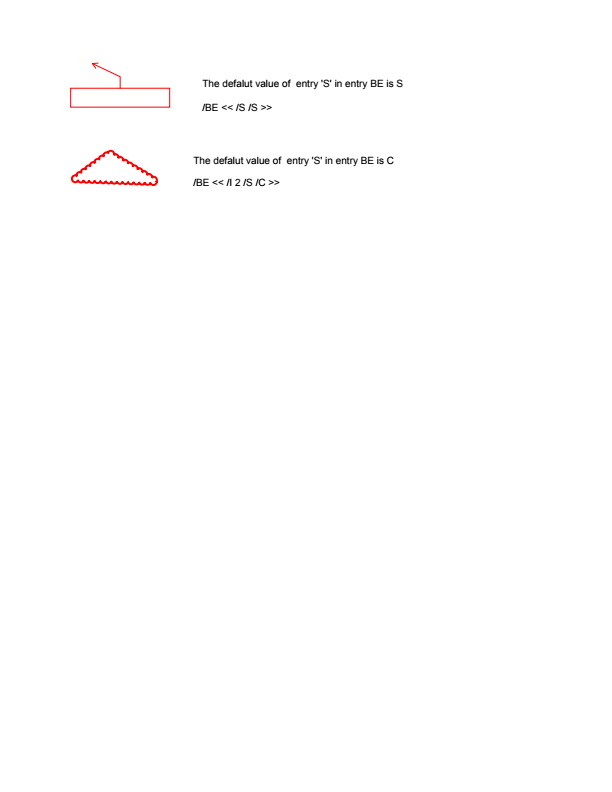 The defalut value of  entry 'S' in entry BE is S
/BE << /S /S >>
The defalut value of  entry 'S' in entry BE is C
/BE << /I 2 /S /C >>